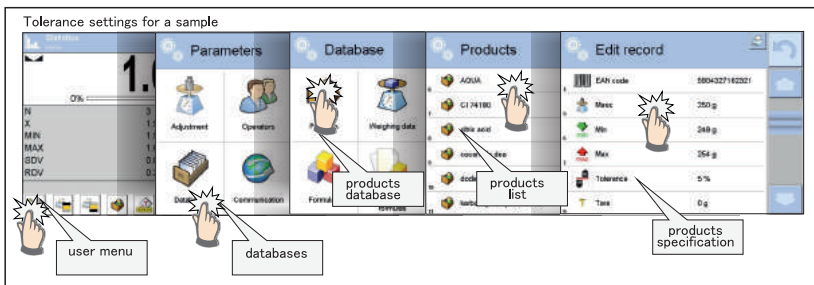 Tolerance settings for a sample
Statistics
0%
N 3
X
MIN
MAX
SDV
RDV
Parameters
Adjustment
Operators
Communication
Database
Weighing data
Products
AQUA
Edit record
EAN code 5904327162321
Mass 250 g
Min 249 g
Max 254 g
Tolerance 5%
Tare 0 g
user menu
databases
products
database
products
list
products
specification